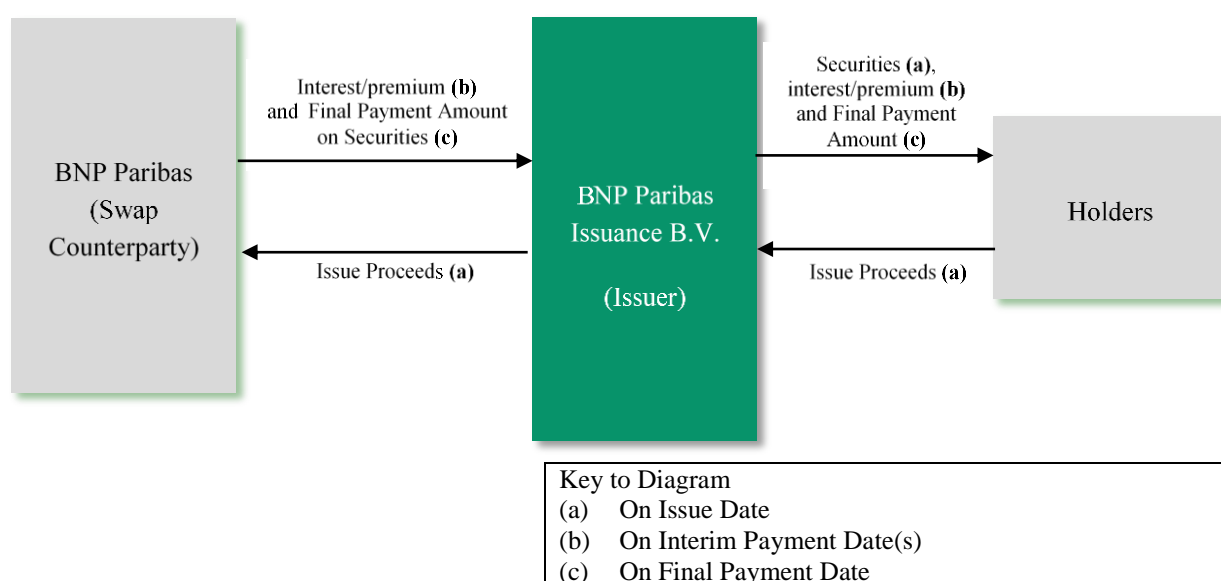 Interest/premium (b)
and Final Payment Amount
on Securities (c)
Securities (a),
interest/premium (b)
and Final Payment
Amount (c)
BNP Paribas
(Swap
Counterparty)
BNP Paribas
Issuance B.V.
(Issuer)
Holders
Issue Proceeds (a)
Issue Proceeds (a)
Key to Diagram
(a) On Issue Date
(b) On Interim Payment Date(s)
(c) On Final Payment Date